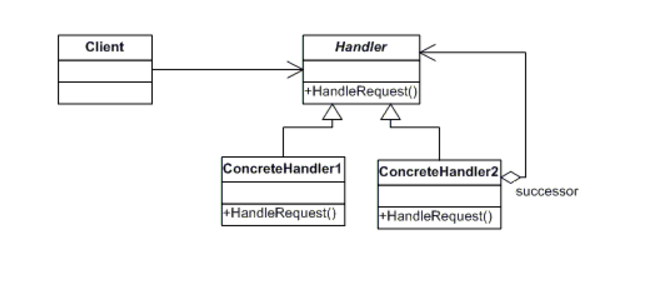 Client
Handler
+HandleRequest()
ConcreteHandler1
+HandleRequest()
ConcreteHandler2
+HandleRequest()
successor